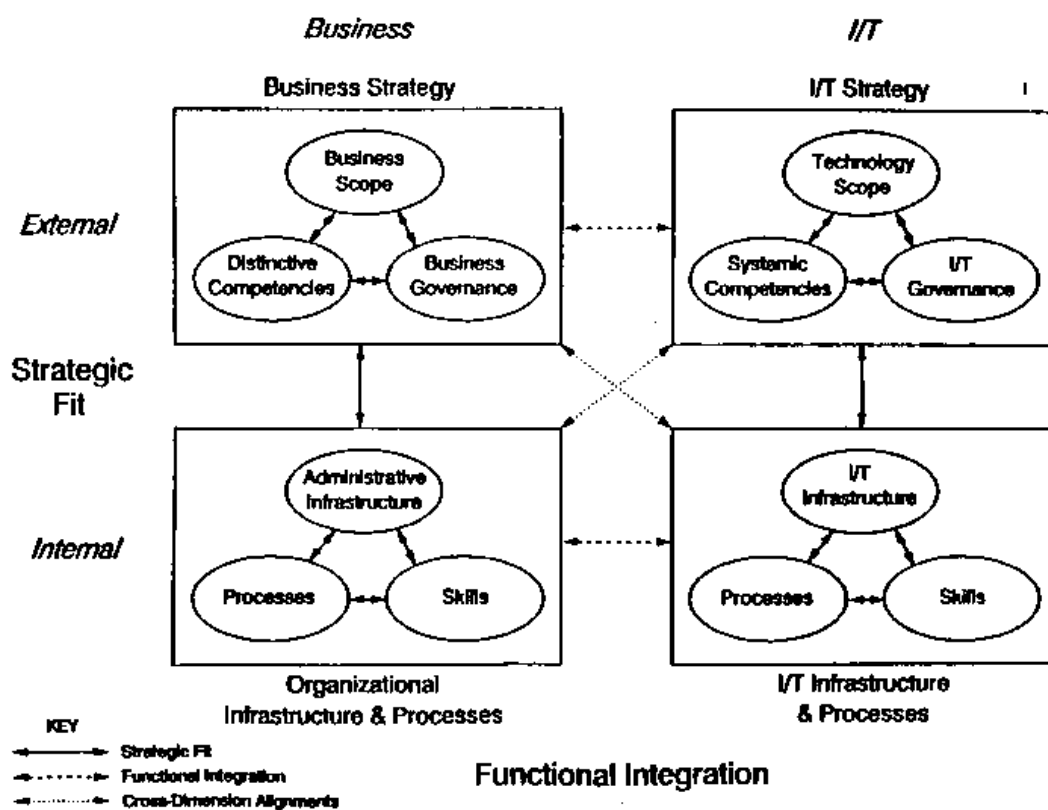 Business
I/T
Business Strategy
I/T Strategy
External
Business
Scope
Distinctive
Competencies
Business
Governance
Technology
Scope
Systemic
Competencies
I/T
Governance
Strategic
Fit
Internal
Administrative
Infrastructure
Processes
Skills
I/T
Infrastructure
Processes
Skills
Organizational
Infrastructure & Processes
I/T Infrastructure
& Processes
KEY
Strategic Fit
Functional Integration
Cross-Dimension Alignments
Functional Integration